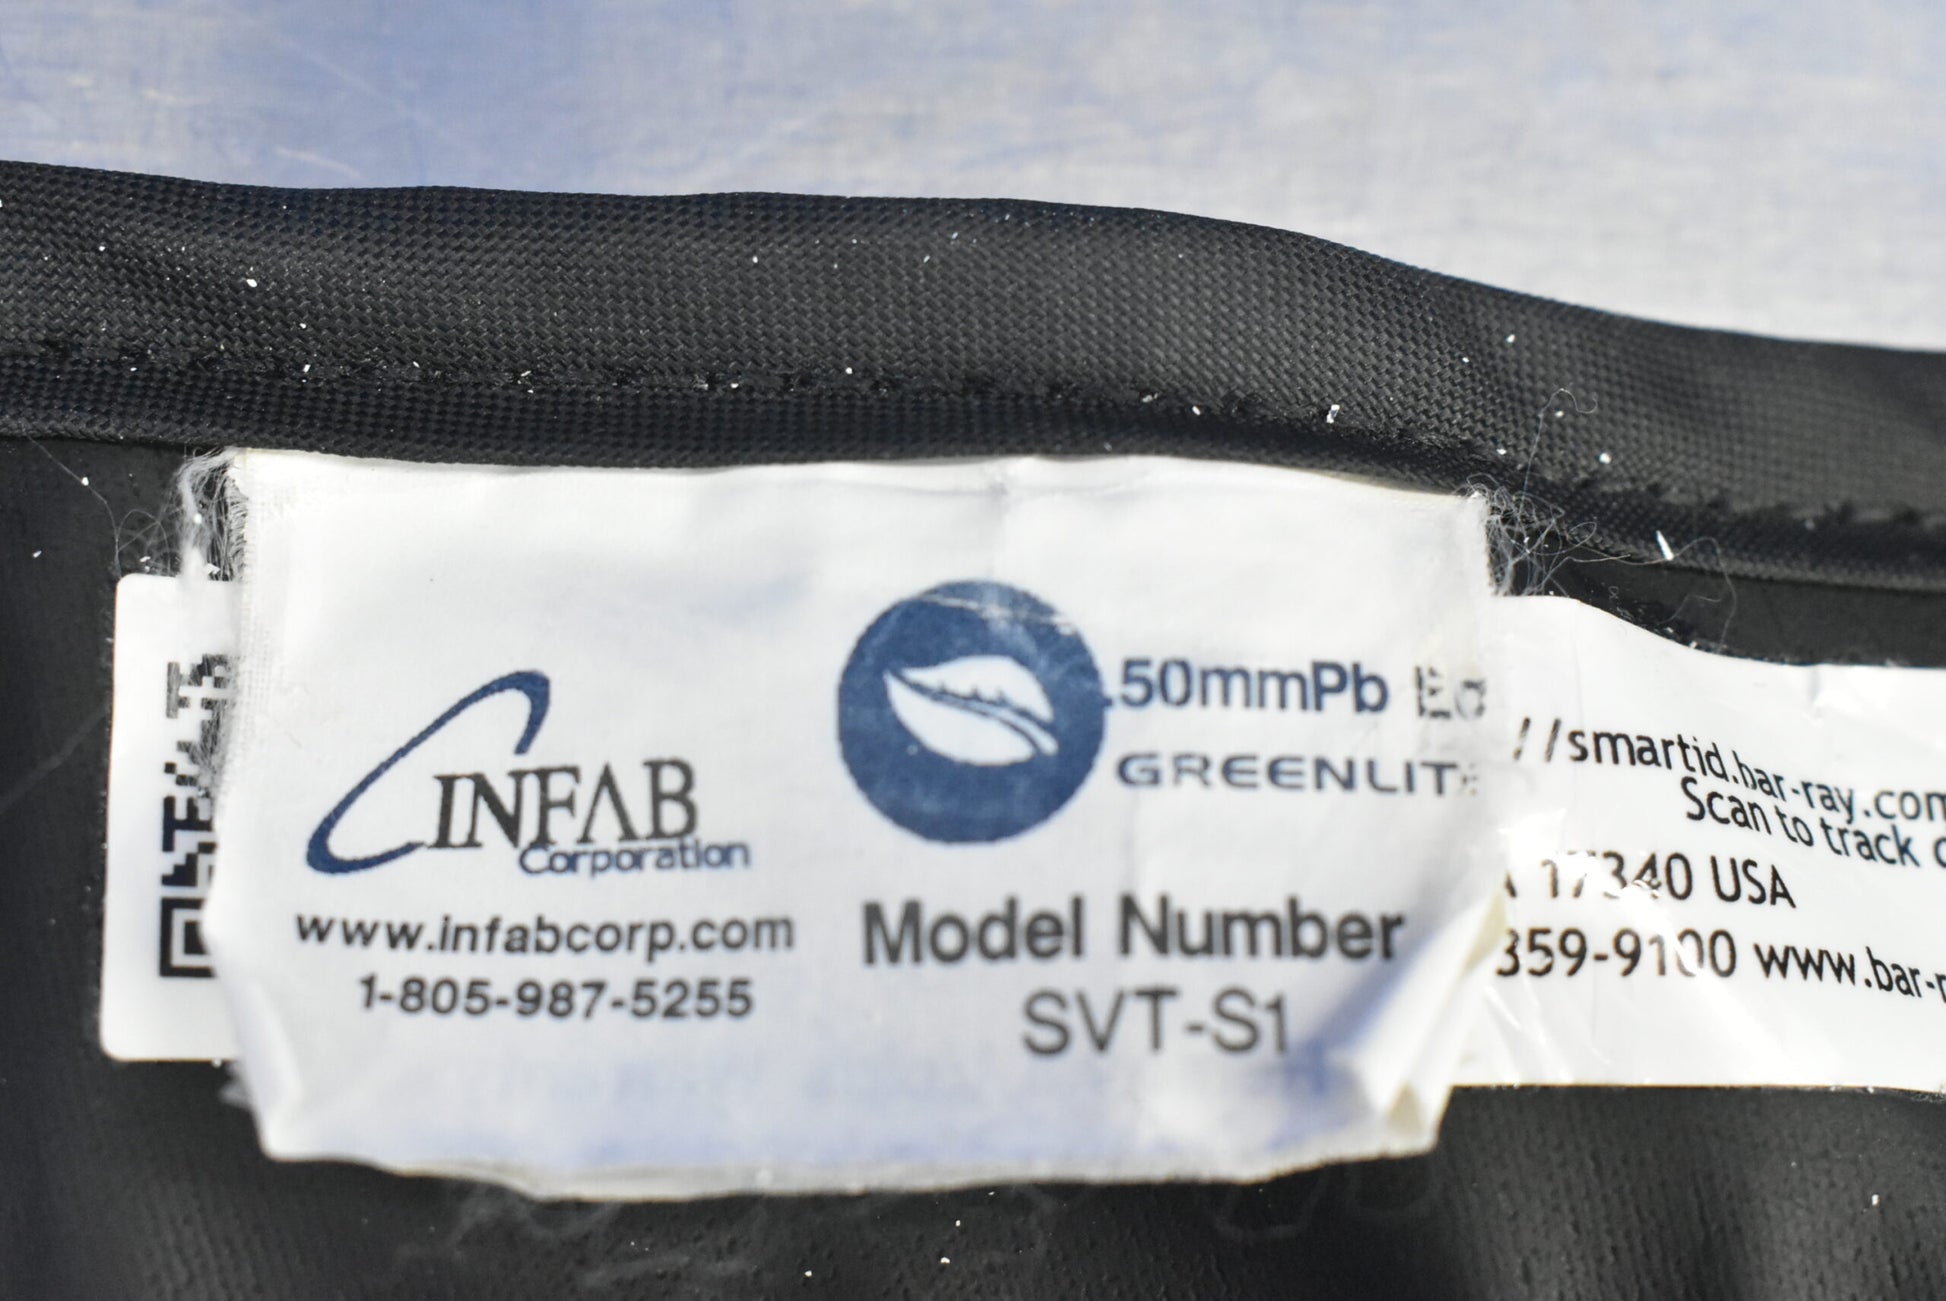 INFAB
Corporation
www.infabcorp.com
1-805-987-5255
.50mmPb
GREENLIT
Model Number
SVT-S1
//smartid.bar-ray.com
Scan to track
17340 USA
359-9100 www.bar-r